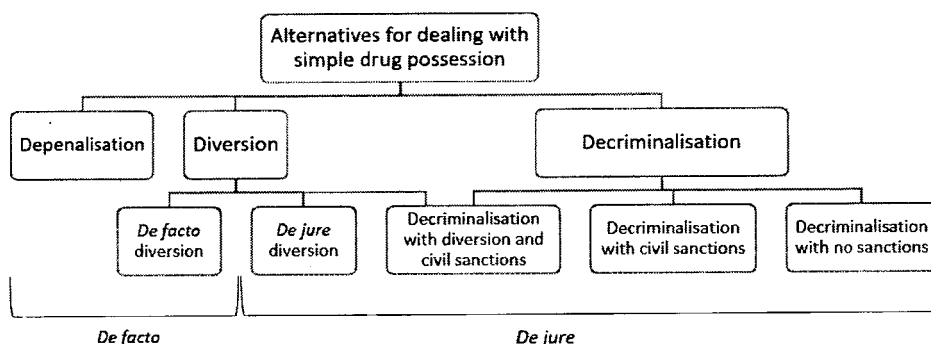 Alternatives for dealing with
simple drug possession
Depenalisation
Diversion
Decriminalisation
De facto
diversion
De jure
diversion
Decriminalisation
with diversion and
civil sanctions
Decriminalisation
with civil sanctions
Decriminalisation
with no sanctions
De facto
De jure